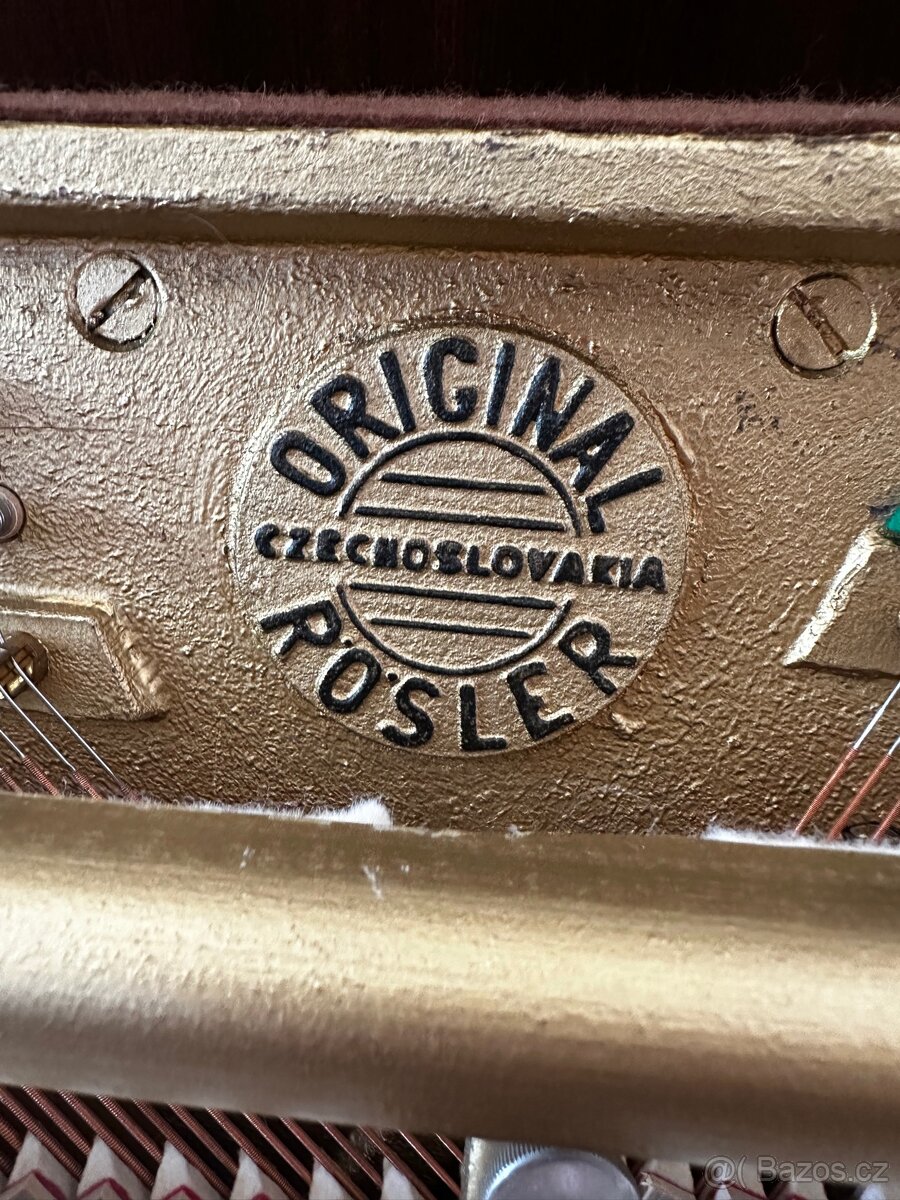 ORIGINAL
CZECHOSLOVAKIA
RÖSLER
@( Bazos.cz